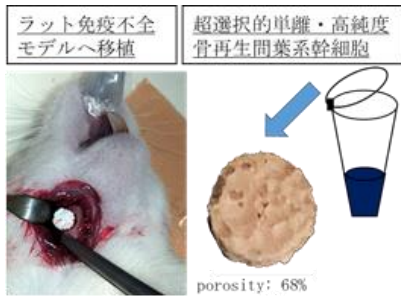 ラット免疫不全
モデルへ移植
超選択的単離・高純度
骨再生間葉系幹細胞
porosity: 68%